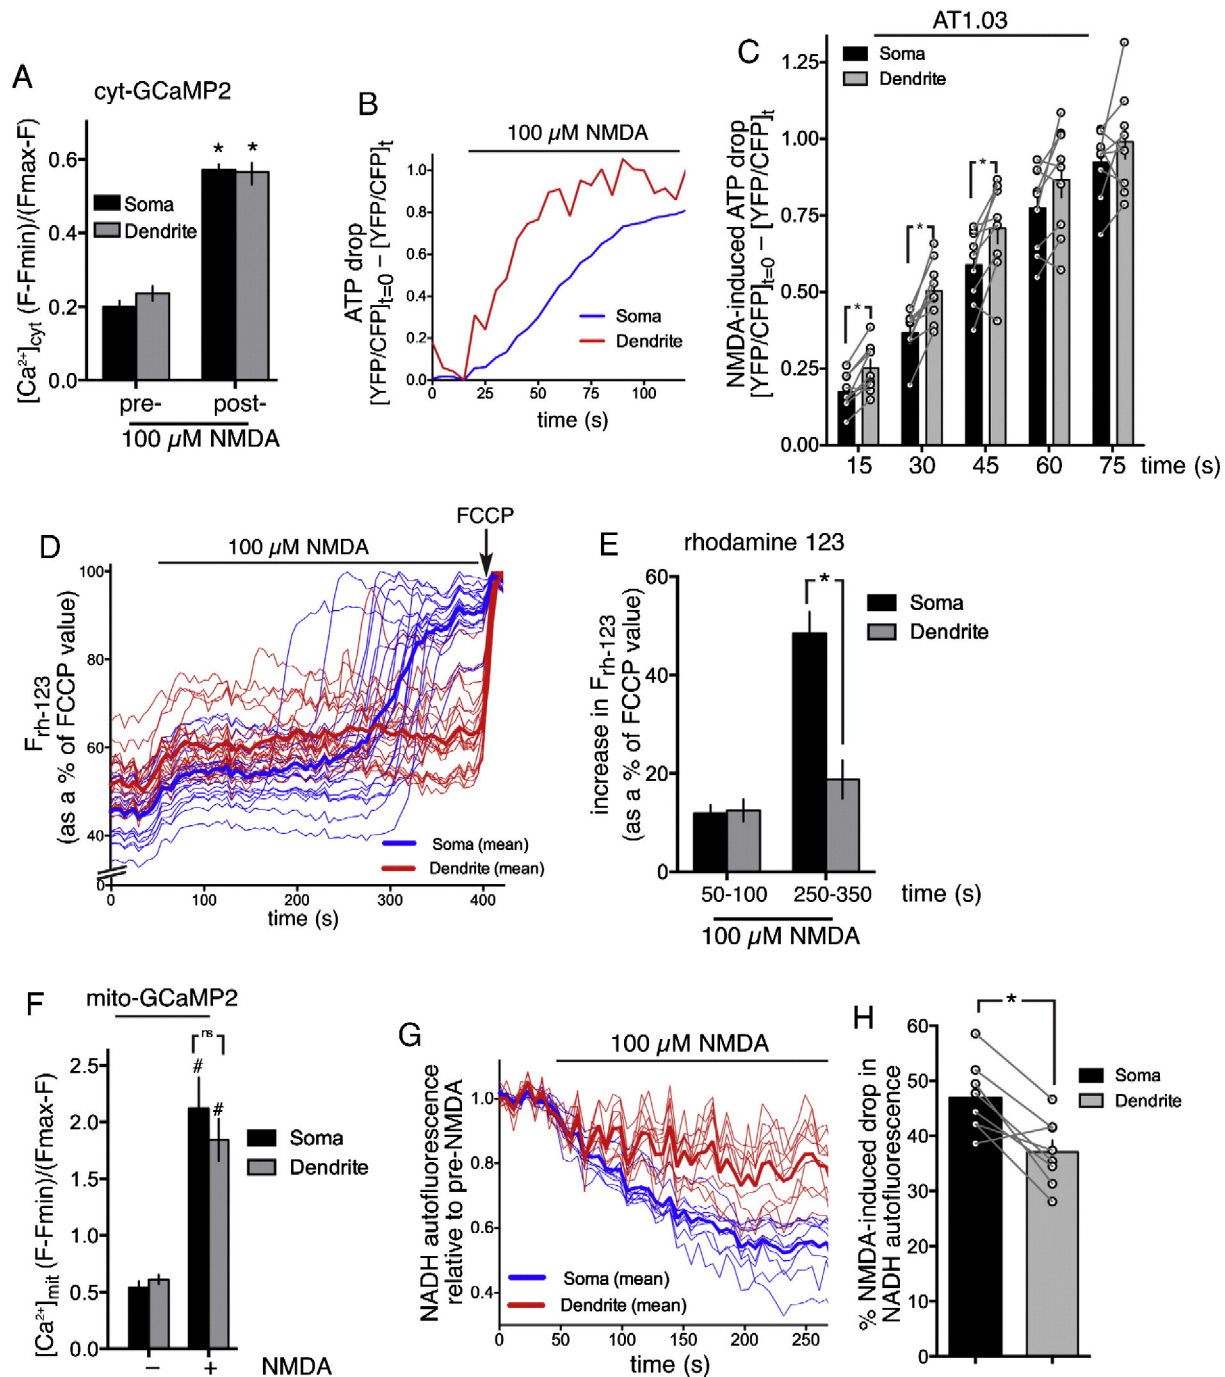 A
cyt-GCaMP2
[Ca²⁺]cyt (F-Fmin)/(Fmax-F)
0.6
0.4
0.2
0.0
Soma
Dendrite
* *
pre- post-
100 µM NMDA
B
100 µM NMDA
ATP drop
[YFP/CFP]t=0 – [YFP/CFP]t
1.0
0.8
0.6
0.4
0.2
0.0
Soma
Dendrite
0 25 50 75 100
time (s)
C
AT1.03
Soma
Dendrite
NMDA-induced ATP drop
[YFP/CFP]t=0 – [YFP/CFP]t
1.25
1.00
0.75
0.50
0.25
0.00
* * *
15 30 45 60 75 time (s)
D
100 µM NMDA
FCCP
Frh-123
(as a % of FCCP value)
100
80
60
40
0
Soma (mean)
Dendrite (mean)
0 100 200 300 400
time (s)
E
rhodamine 123
increase in Frh-123
(as a % of FCCP value)
60
40
20
0
*
Soma
Dendrite
50-100 250-350 time (s)
100 µM NMDA
F
mito-GCaMP2
[Ca²⁺]mit (F-Fmin)/(Fmax-F)
2.5
2.0
1.5
1.0
0.5
0.0
ns
# #
Soma
Dendrite
– + NMDA
G
100 µM NMDA
NADH autofluorescence
relative to pre-NMDA
1.0
0.8
0.6
0.4
Soma (mean)
Dendrite (mean)
0 50 100 150 200 250
time (s)
H
% NMDA-induced drop in
NADH autofluorescence
60
50
40
30
20
10
0
*
Soma
Dendrite